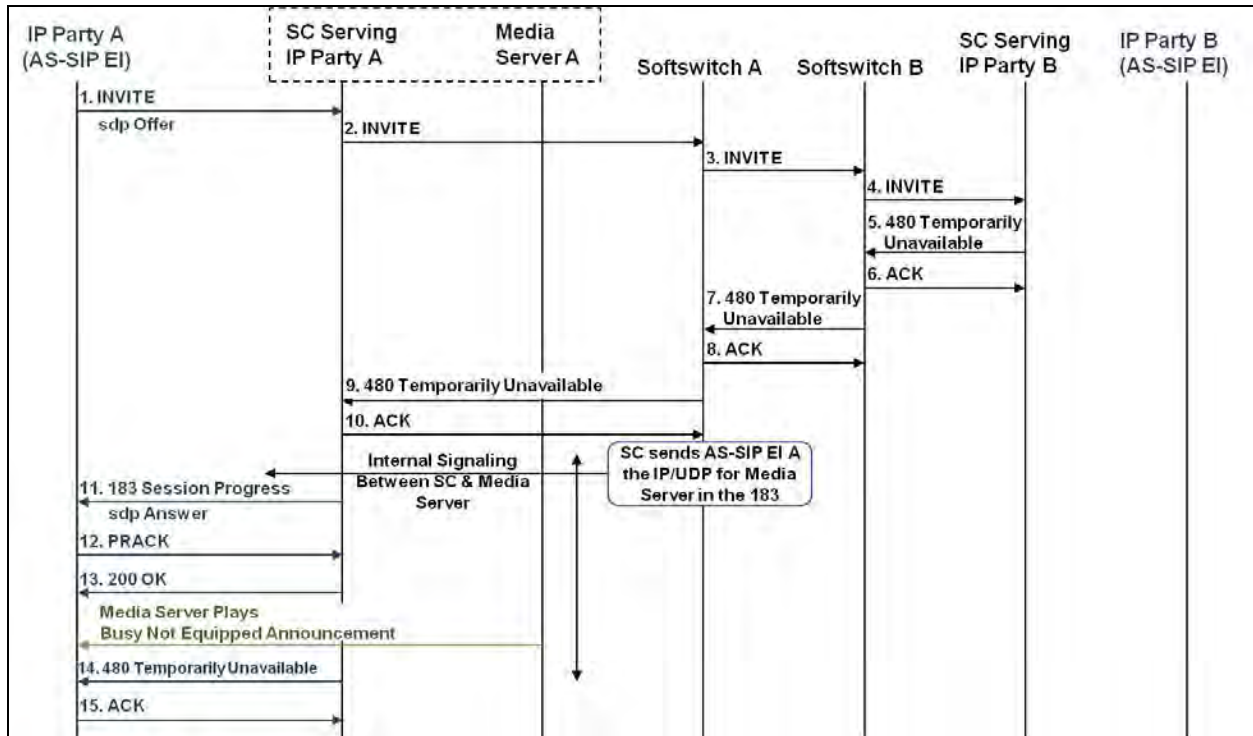 IP Party A
(AS-SIP EI)
SC Serving
IP Party A
Media
Server A
Softswitch A
Softswitch B
SC Serving
IP Party B
IP Party B
(AS-SIP EI)
1. INVITE
sdp Offer
2. INVITE
3. INVITE
4. INVITE
5. 480 Temporarily
Unavailable
6. ACK
7. 480 Temporarily
Unavailable
8. ACK
9. 480 Temporarily Unavailable
10. ACK
Internal Signaling
Between SC & Media
Server
SC sends AS-SIP EI A
the IP/UDP for Media
Server in the 183
11. 183 Session Progress
sdp Answer
12. PRACK
13. 200 OK
Media Server Plays
Busy Not Equipped Announcement
14. 480 Temporarily Unavailable
15. ACK